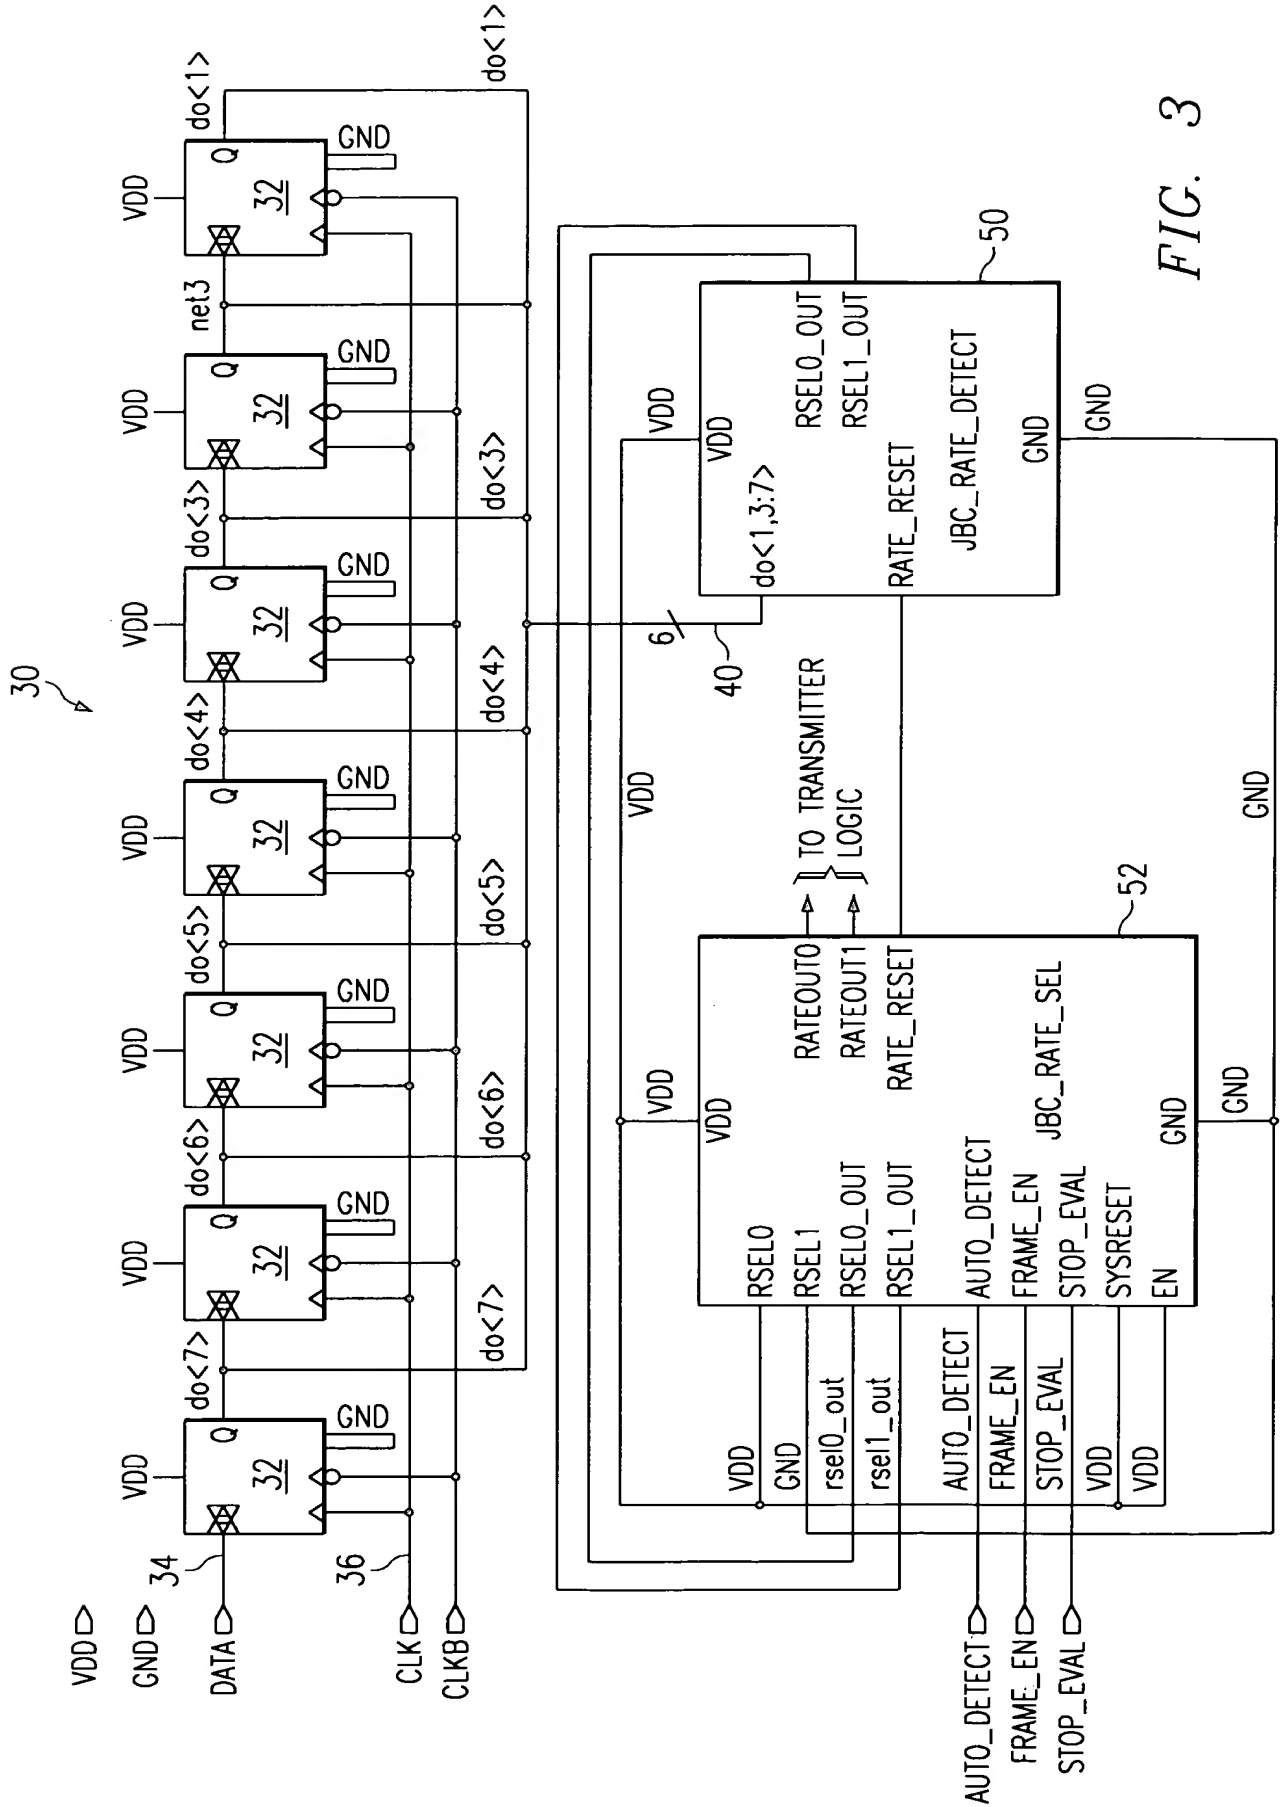 30
VDD
GND
DATA
34
CLK
36
CLKB
VDD
32
Q
GND
do<7>
do<7>
VDD
32
Q
GND
do<6>
do<6>
VDD
32
Q
GND
do<5>
do<5>
VDD
32
Q
GND
do<4>
do<4>
VDD
32
Q
GND
do<3>
do<3>
VDD
32
Q
GND
net3
VDD
32
Q
GND
do<1>
do<1>
6
40
VDD
VDD
VDD
VDD
GND
rsel0_out
rsel1_out
AUTO_DETECT
FRAME_EN
STOP_EVAL
VDD
VDD
AUTO_DETECT
FRAME_EN
STOP_EVAL
VDD
RSEL0
RSEL1
RSEL0_OUT
RSEL1_OUT
AUTO_DETECT
FRAME_EN
STOP_EVAL
SYSRESET
EN
RATEOUT0
RATEOUT1
RATE_RESET
JBC_RATE_SEL
GND
GND
52
TO TRANSMITTER
LOGIC
VDD
VDD
do<1,3:7>
RSEL0_OUT
RSEL1_OUT
RATE_RESET
JBC_RATE_DETECT
GND
GND
50
GND
FIG. 3